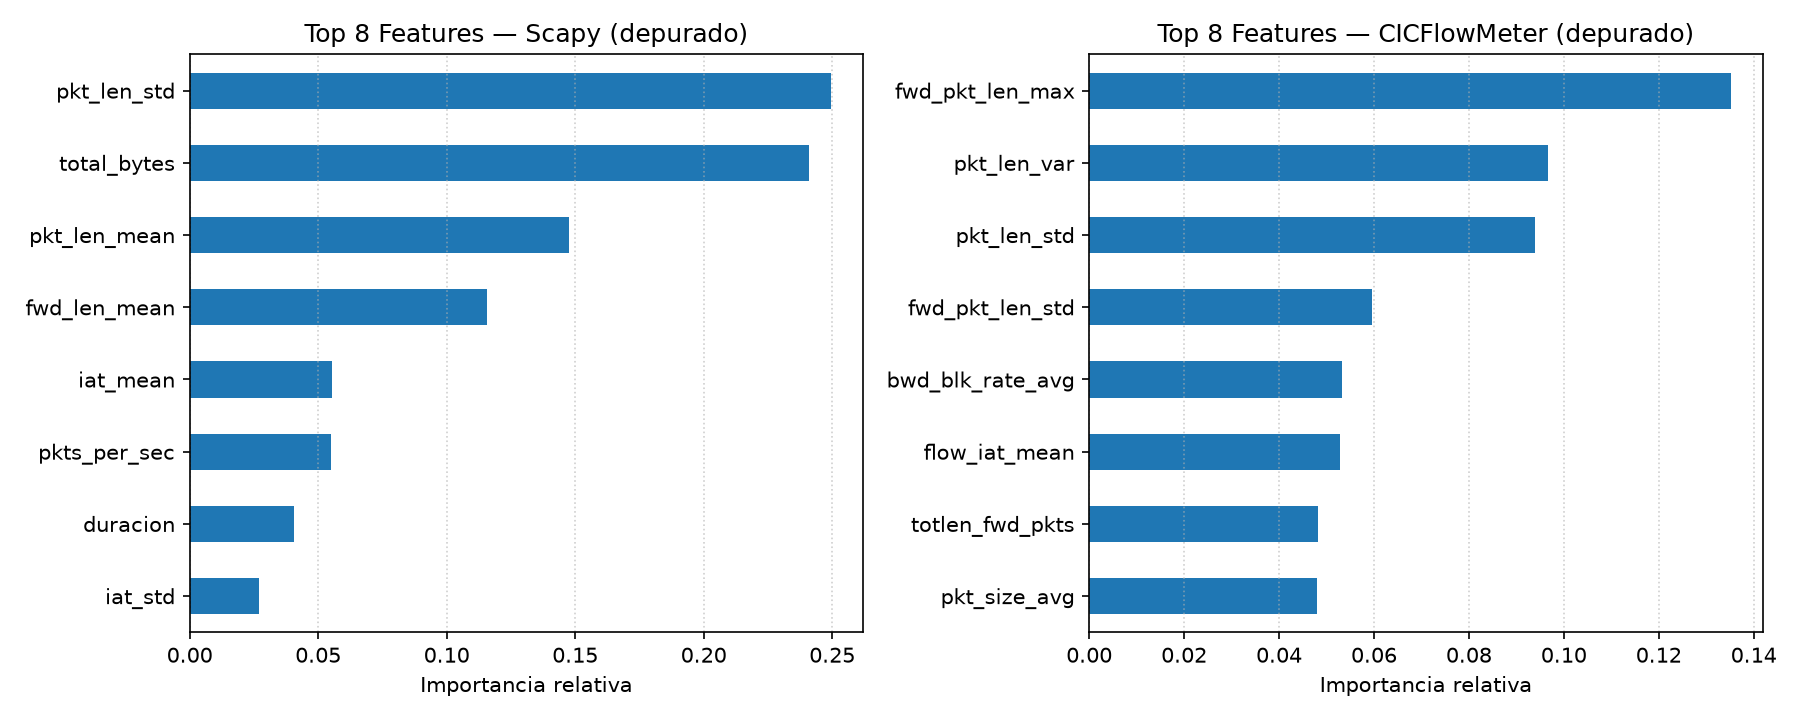 Top 8 Features — Scapy (depurado)
pkt_len_std
total_bytes
pkt_len_mean
fwd_len_mean
iat_mean
pkts_per_sec
duracion
iat_std
0.00 0.05 0.10 0.15 0.20 0.25
Importancia relativa
Top 8 Features — CICFlowMeter (depurado)
fwd_pkt_len_max
pkt_len_var
pkt_len_std
fwd_pkt_len_std
bwd_blk_rate_avg
flow_iat_mean
totlen_fwd_pkts
pkt_size_avg
0.00 0.02 0.04 0.06 0.08 0.10 0.12 0.14
Importancia relativa